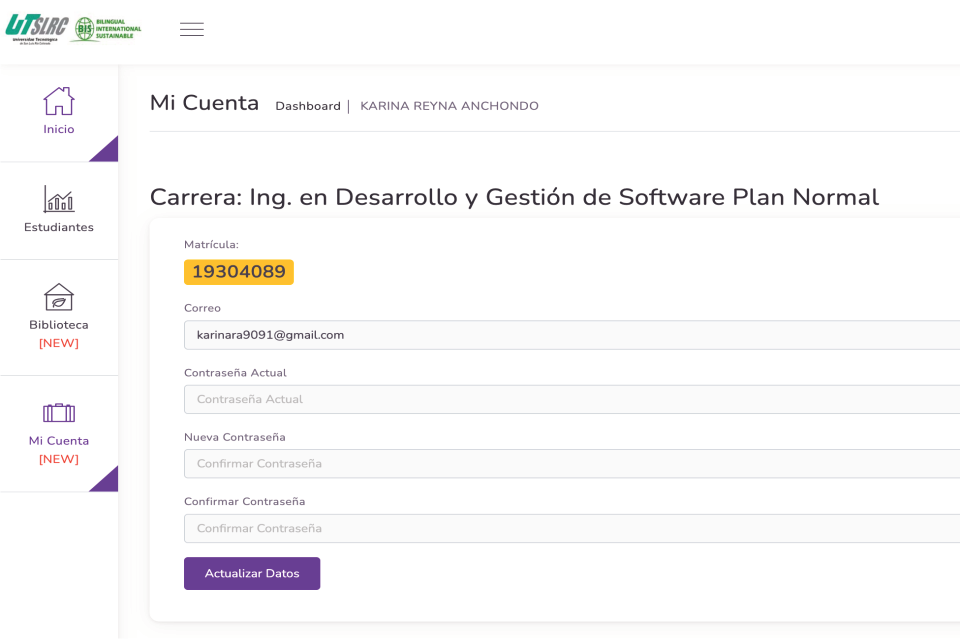 UTSLRC
Universidad Tecnológica
de San Luis Río Colorado
BIS
BILINGUAL
INTERNATIONAL
SUSTAINABLE
Inicio
Estudiantes
Biblioteca
[NEW]
Mi Cuenta
[NEW]
Mi Cuenta Dashboard | KARINA REYNA ANCHONDO
Carrera: Ing. en Desarrollo y Gestión de Software Plan Normal
Matrícula:
19304089
Correo
karinara9091@gmail.com
Contraseña Actual
Contraseña Actual
Nueva Contraseña
Confirmar Contraseña
Confirmar Contraseña
Confirmar Contraseña
Actualizar Datos